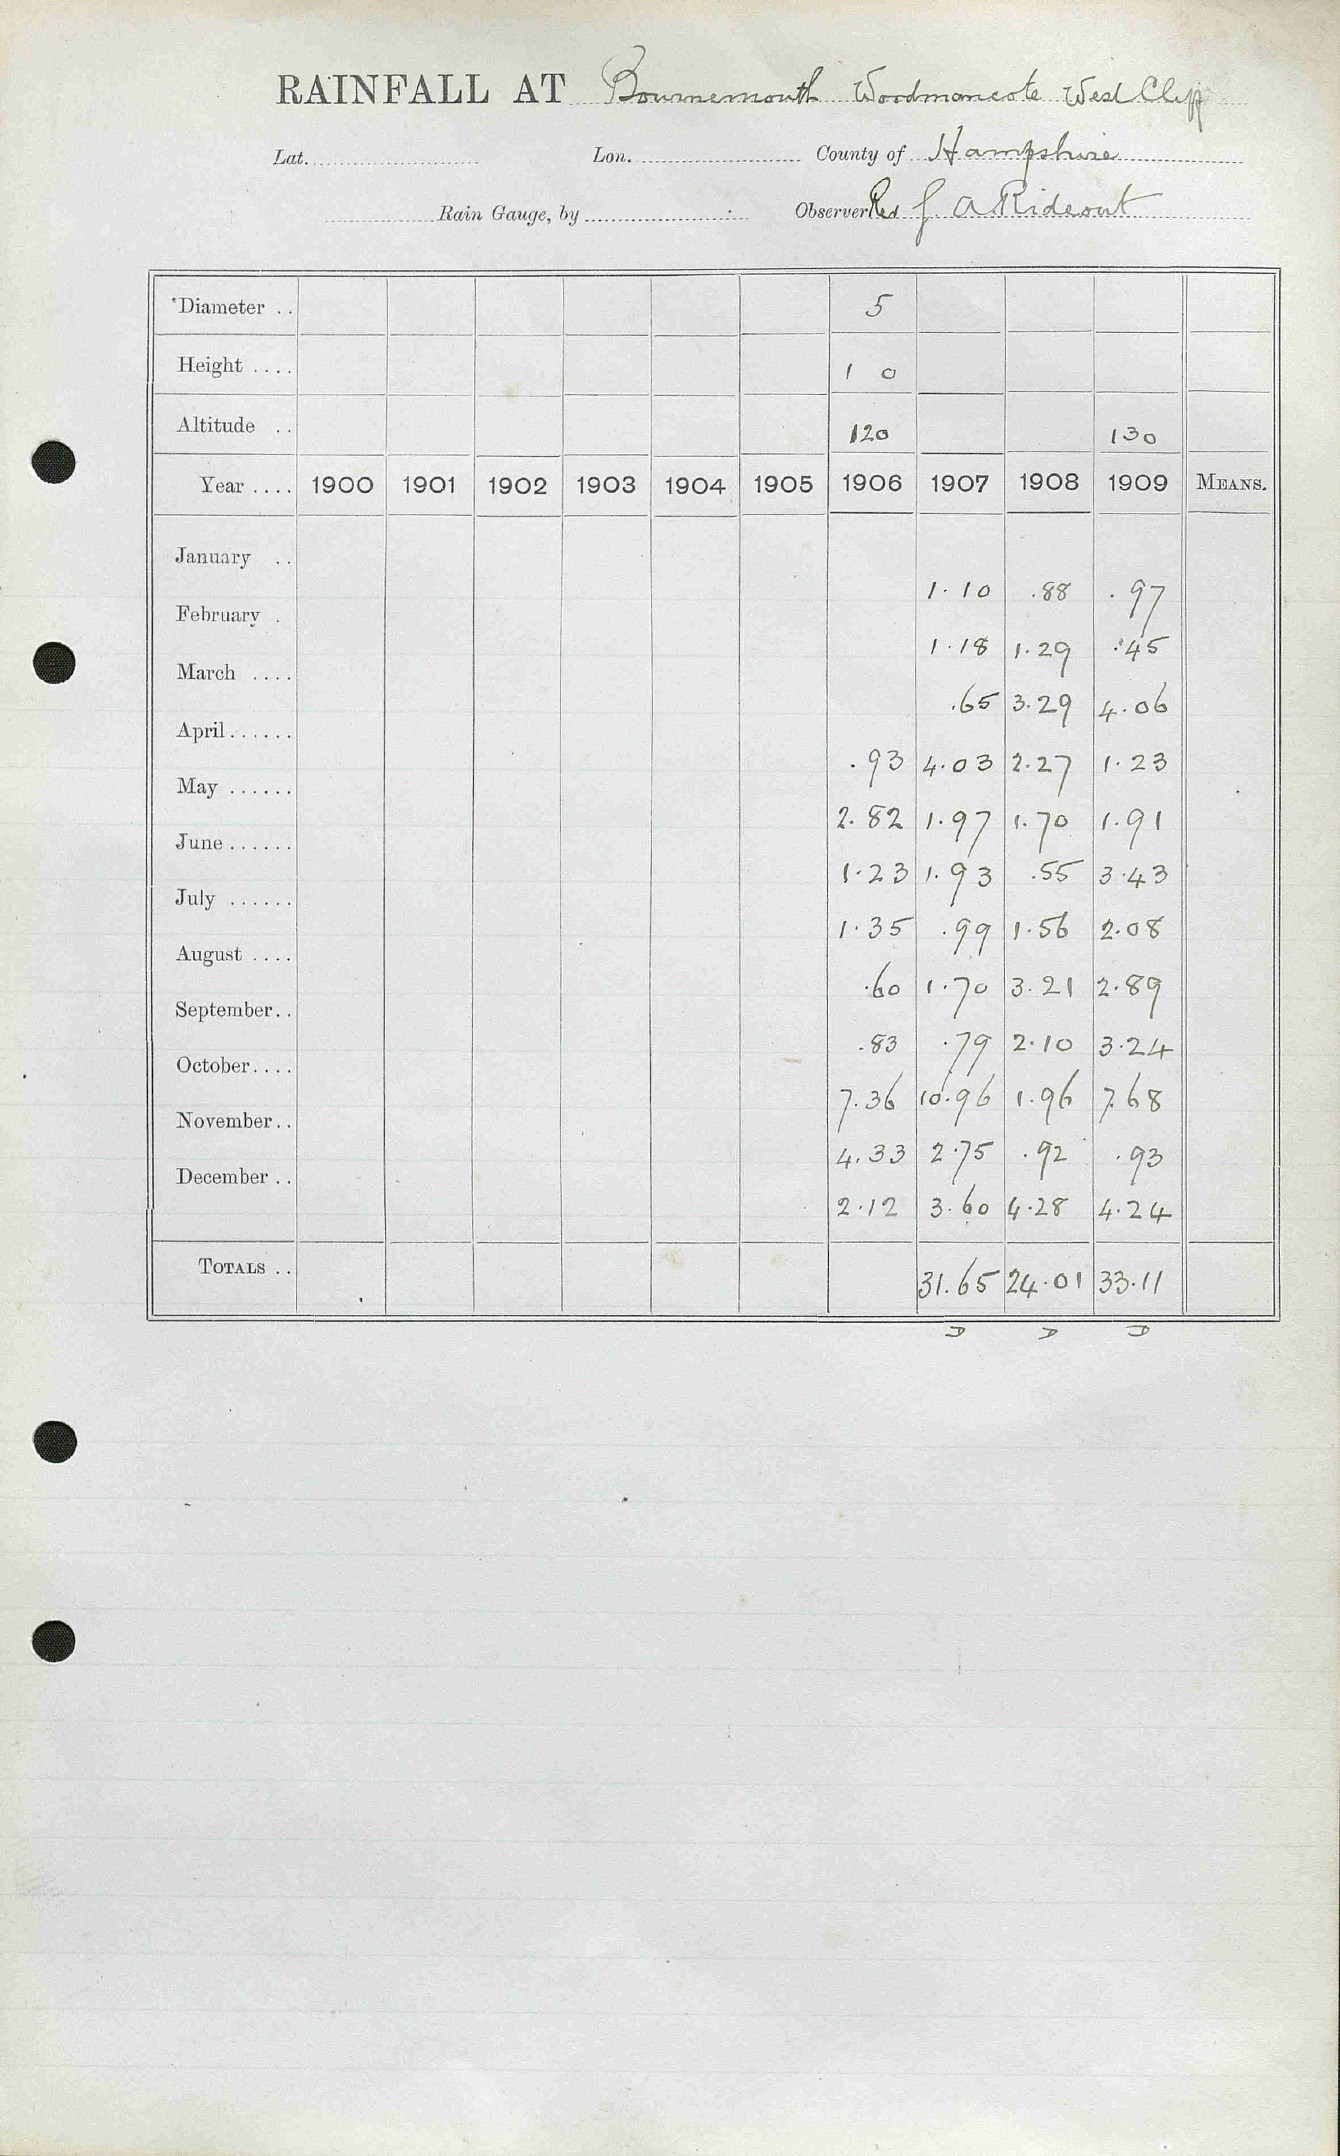 RAINFALL AT Bournemouth Woodmancote West Cliff
Lat. Lon. County of Hampshire
Rain Gauge, by Observer Rev J A Rideout
Diameter .. 5
Height .... 1 0
Altitude .. 120 130
Year .... 1900 1901 1902 1903 1904 1905 1906 1907 1908 1909 MEANS.
January .. 1.10 .88 .97
February . 1.18 1.29 .45
March .... .65 3.29 4.06
April...... .93 4.03 2.27 1.23
May ...... 2.82 1.97 1.70 1.91
June...... 1.23 1.93 .55 3.43
July ...... 1.35 .99 1.56 2.08
August .... .60 1.70 3.21 2.89
September.. .83 .79 2.10 3.24
October.... 7.36 10.96 1.96 7.68
November.. 4.33 2.75 .92 .93
December .. 2.12 3.60 4.28 4.24
TOTALS .. 31.65 24.01 33.11
D D D